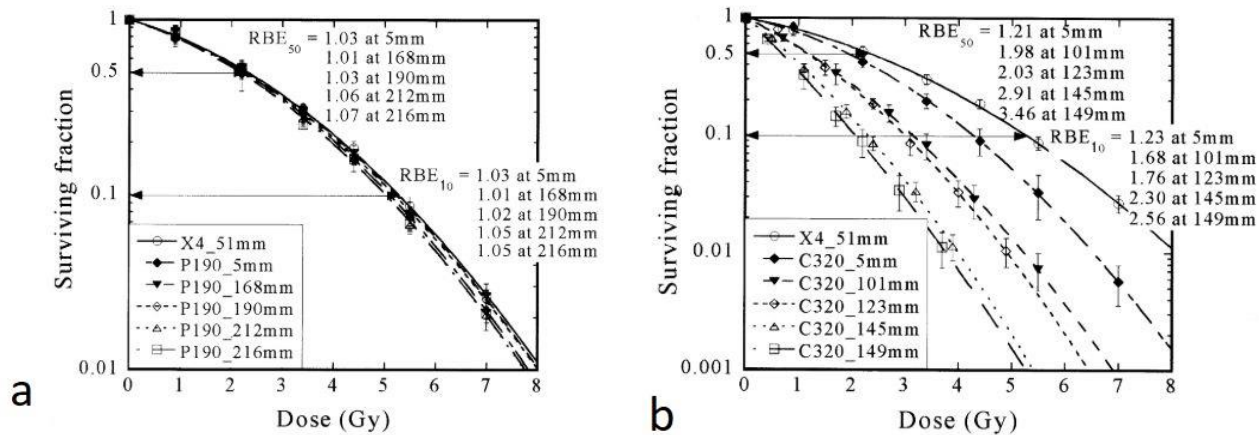 RBE50 = 1.03 at 5mm
1.01 at 168mm
1.03 at 190mm
1.06 at 212mm
1.07 at 216mm
RBE10 = 1.03 at 5mm
1.01 at 168mm
1.02 at 190mm
1.05 at 212mm
1.05 at 216mm
1
0.5
0.1
0.01
Surviving fraction
X4_51mm
P190_5mm
P190_168mm
P190_190mm
P190_212mm
P190_216mm
0 1 2 3 4 5 6 7 8
Dose (Gy)
a
RBE50 = 1.21 at 5mm
1.98 at 101mm
2.03 at 123mm
2.91 at 145mm
3.46 at 149mm
RBE10 = 1.23 at 5mm
1.68 at 101mm
1.76 at 123mm
2.30 at 145mm
2.56 at 149mm
1
0.5
0.1
0.01
0.001
Surviving fraction
X4_51mm
C320_5mm
C320_101mm
C320_123mm
C320_145mm
C320_149mm
0 1 2 3 4 5 6 7 8
Dose (Gy)
b